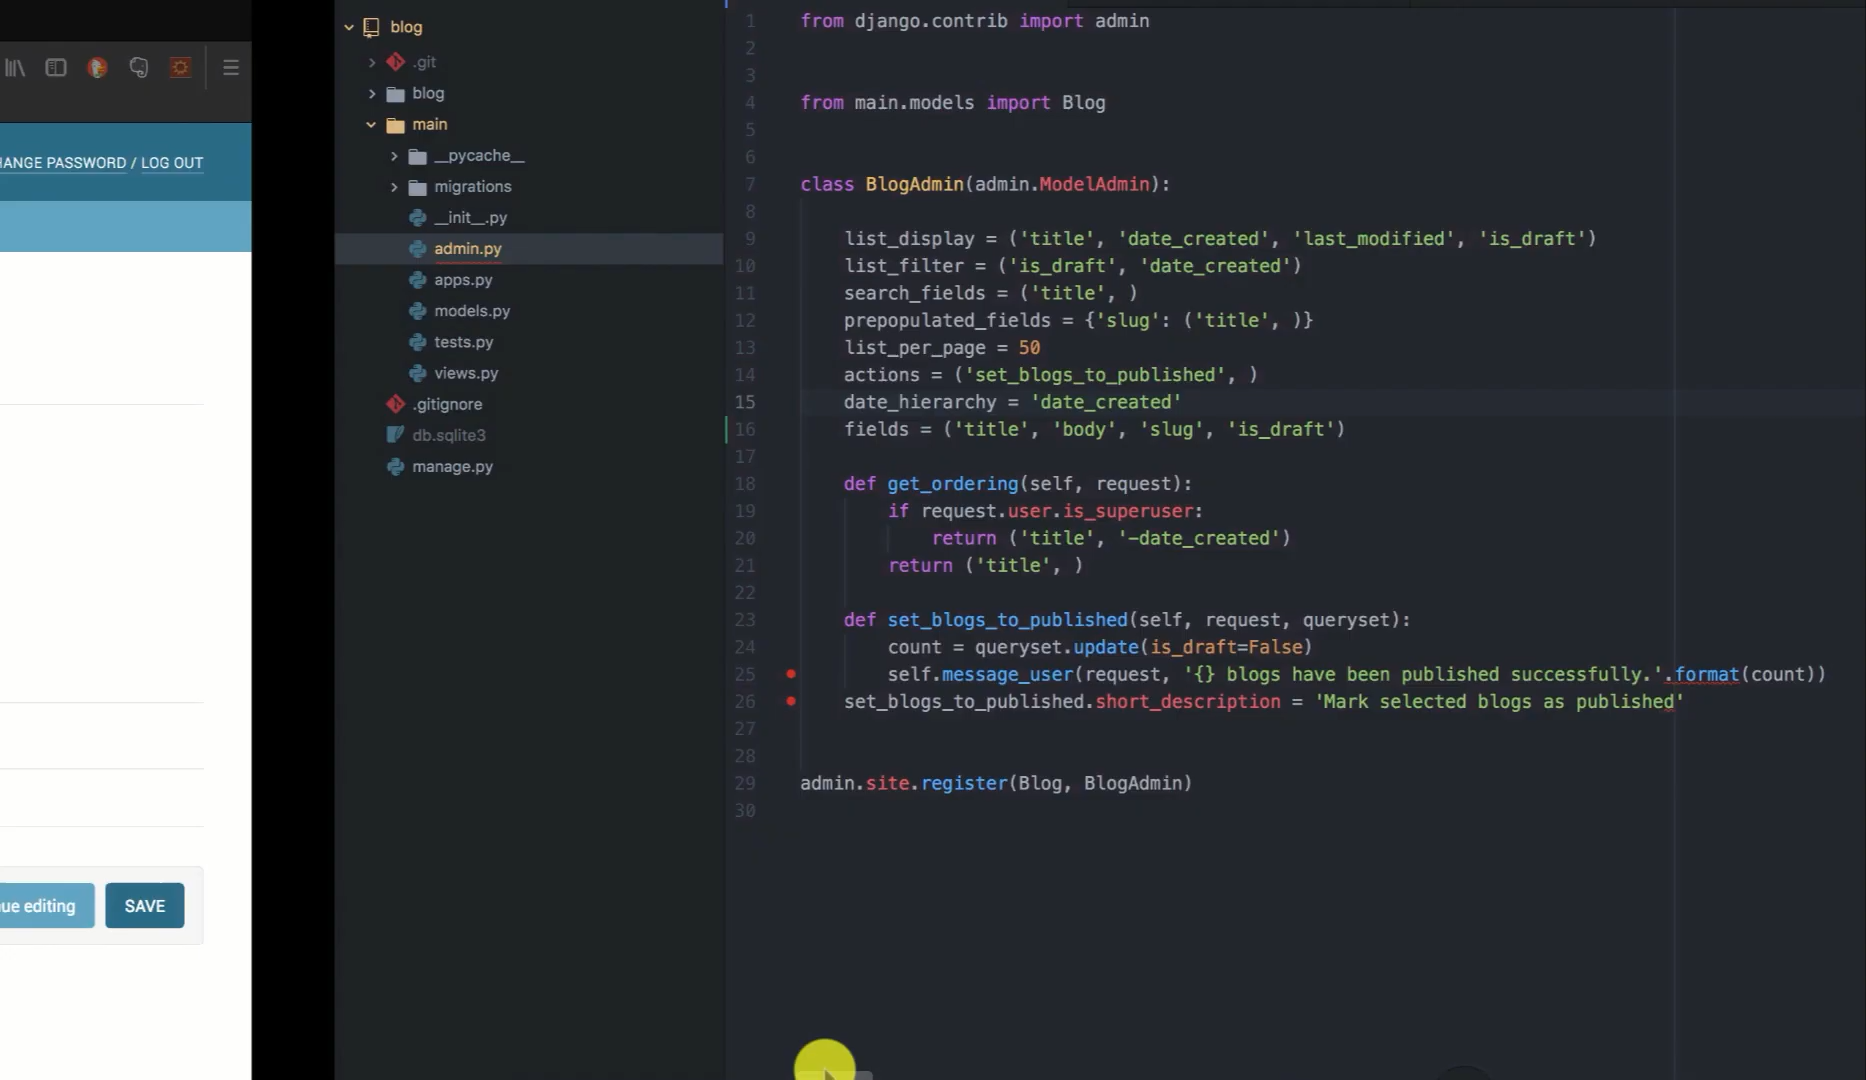 HANGE PASSWORD / LOG OUT
ue editing
SAVE
blog
.git
blog
main
__pycache__
migrations
__init__.py
admin.py
apps.py
models.py
tests.py
views.py
.gitignore
db.sqlite3
manage.py
1 from django.contrib import admin
2
3
4 from main.models import Blog
5
6
7 class BlogAdmin(admin.ModelAdmin):
8
9 list_display = ('title', 'date_created', 'last_modified', 'is_draft')
10 list_filter = ('is_draft', 'date_created')
11 search_fields = ('title', )
12 prepopulated_fields = {'slug': ('title', )}
13 list_per_page = 50
14 actions = ('set_blogs_to_published', )
15 date_hierarchy = 'date_created'
16 fields = ('title', 'body', 'slug', 'is_draft')
17
18 def get_ordering(self, request):
19 if request.user.is_superuser:
20 return ('title', '-date_created')
21 return ('title', )
22
23 def set_blogs_to_published(self, request, queryset):
24 count = queryset.update(is_draft=False)
25 self.message_user(request, '{} blogs have been published successfully.'.format(count))
26 set_blogs_to_published.short_description = 'Mark selected blogs as published'
27
28
29 admin.site.register(Blog, BlogAdmin)
30